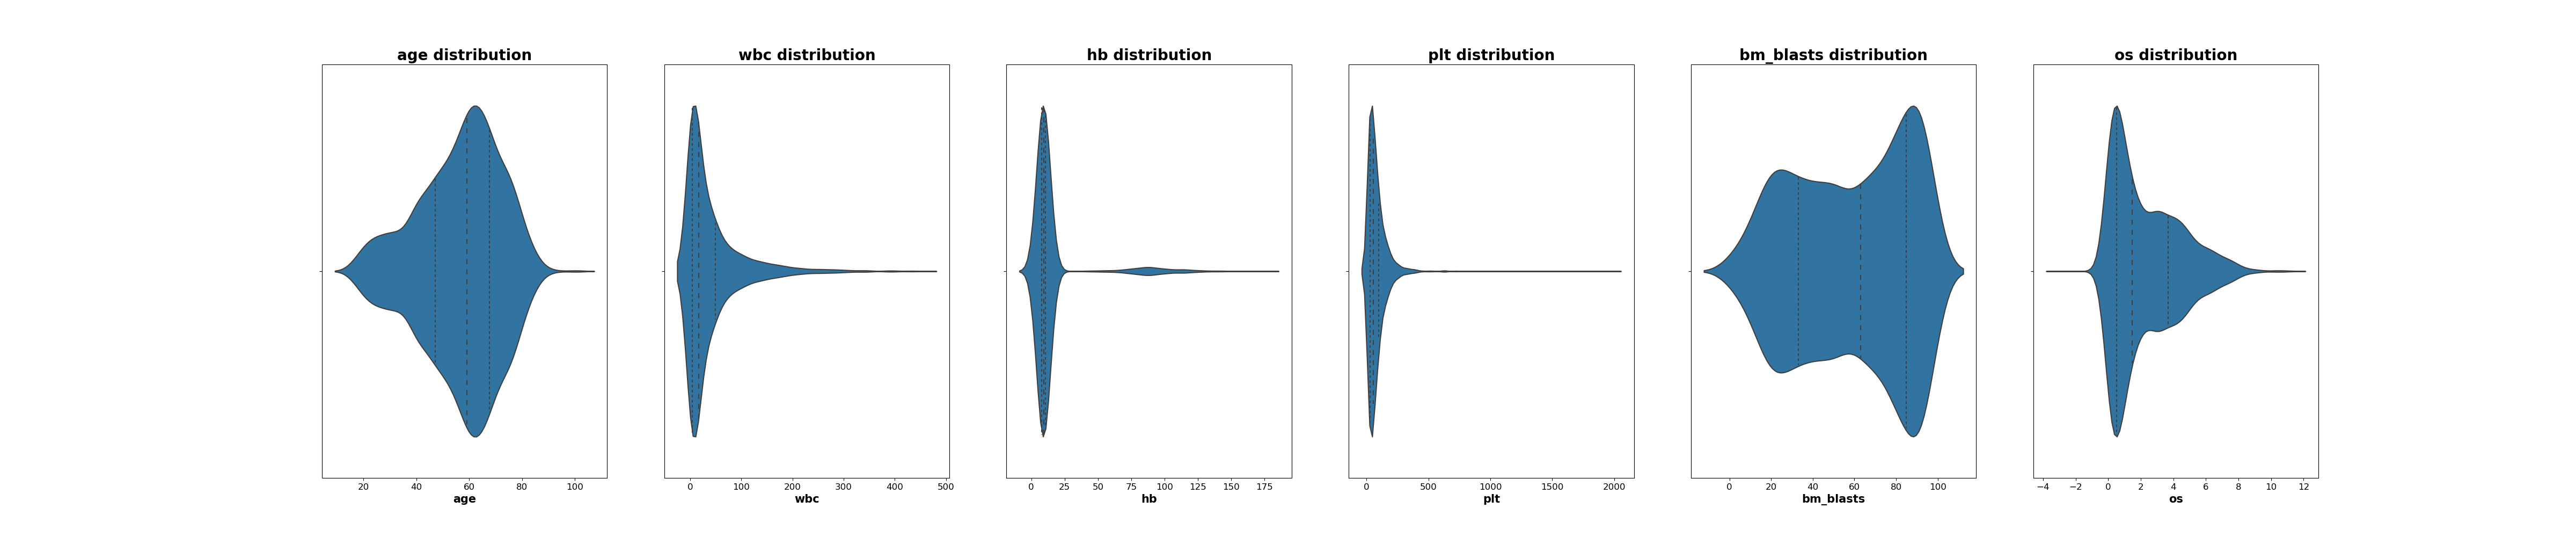 age distribution
wbc distribution
hb distribution
plt distribution
bm_blasts distribution
os distribution
20 40 60 80 100
0 100 200 300 400 500
0 25 50 75 100 125 150 175
0 500 1000 1500 2000
0 20 40 60 80 100
−4 −2 0 2 4 6 8 10 12
age
wbc
hb
plt
bm_blasts
os